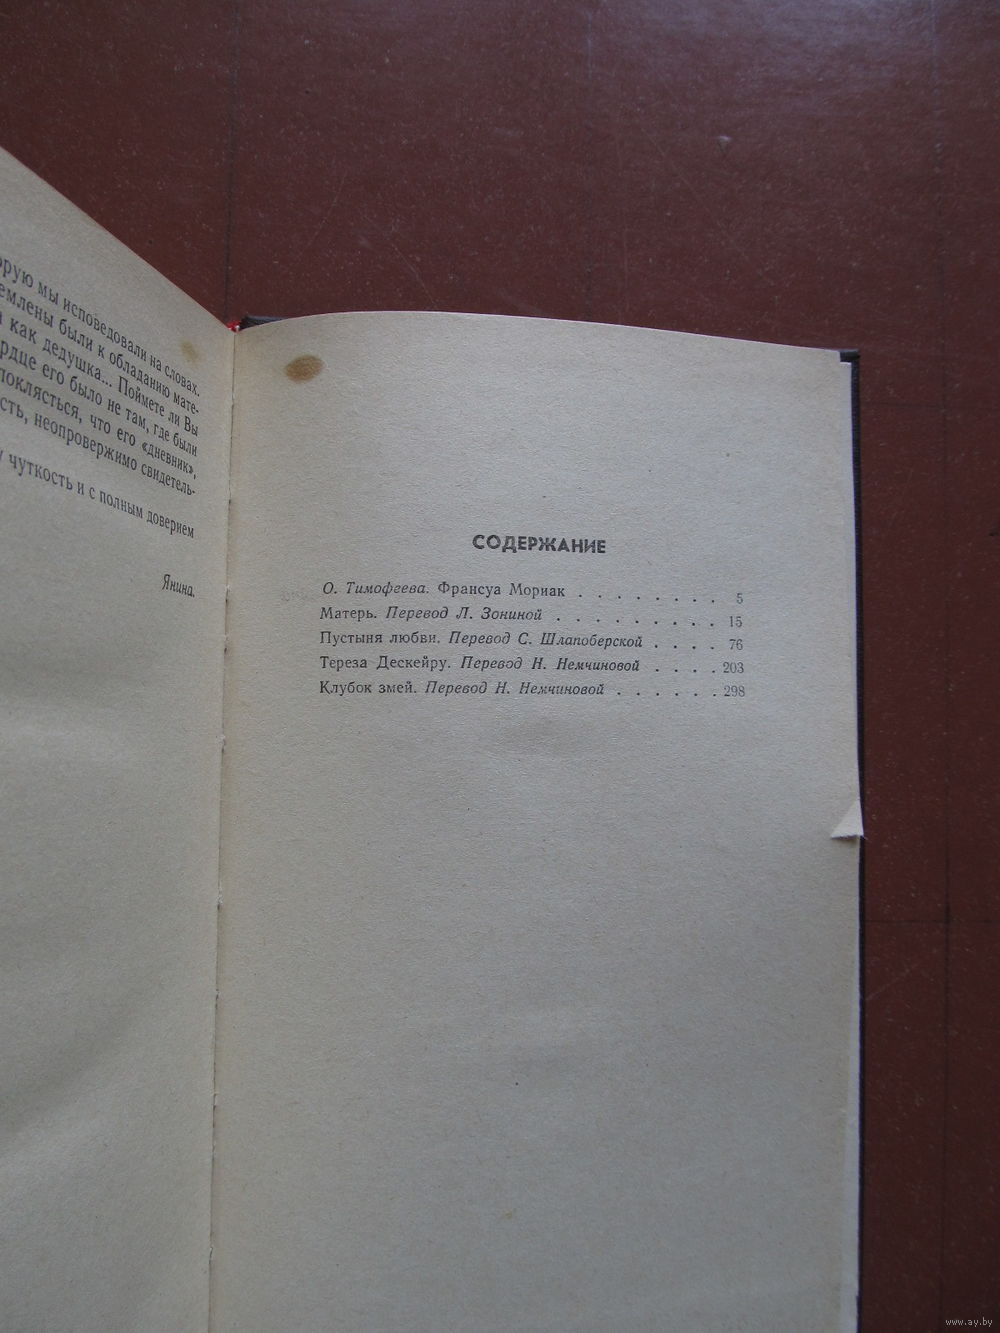 орую мы исповедовали на словах.
емлены были к обладанию мате-
как дедушка... Поймете ли Вы
рдце его было не там, где были
поклясться, что его «дневник»,
сть, неопровержимо свидетель-
у чуткость и с полным доверием
Янина.
СОДЕРЖАНИЕ
О. Тимофеева. Франсуа Мориак . . . . . . . . 5
Матерь. Перевод Л. Зониной . . . . . . . . . . 15
Пустыня любви. Перевод С. Шлапоберской . . . . 76
Тереза Дескейру. Перевод Н. Немчиновой . . . . 203
Клубок змей. Перевод Н. Немчиновой . . . . . . 298
www.ay.by